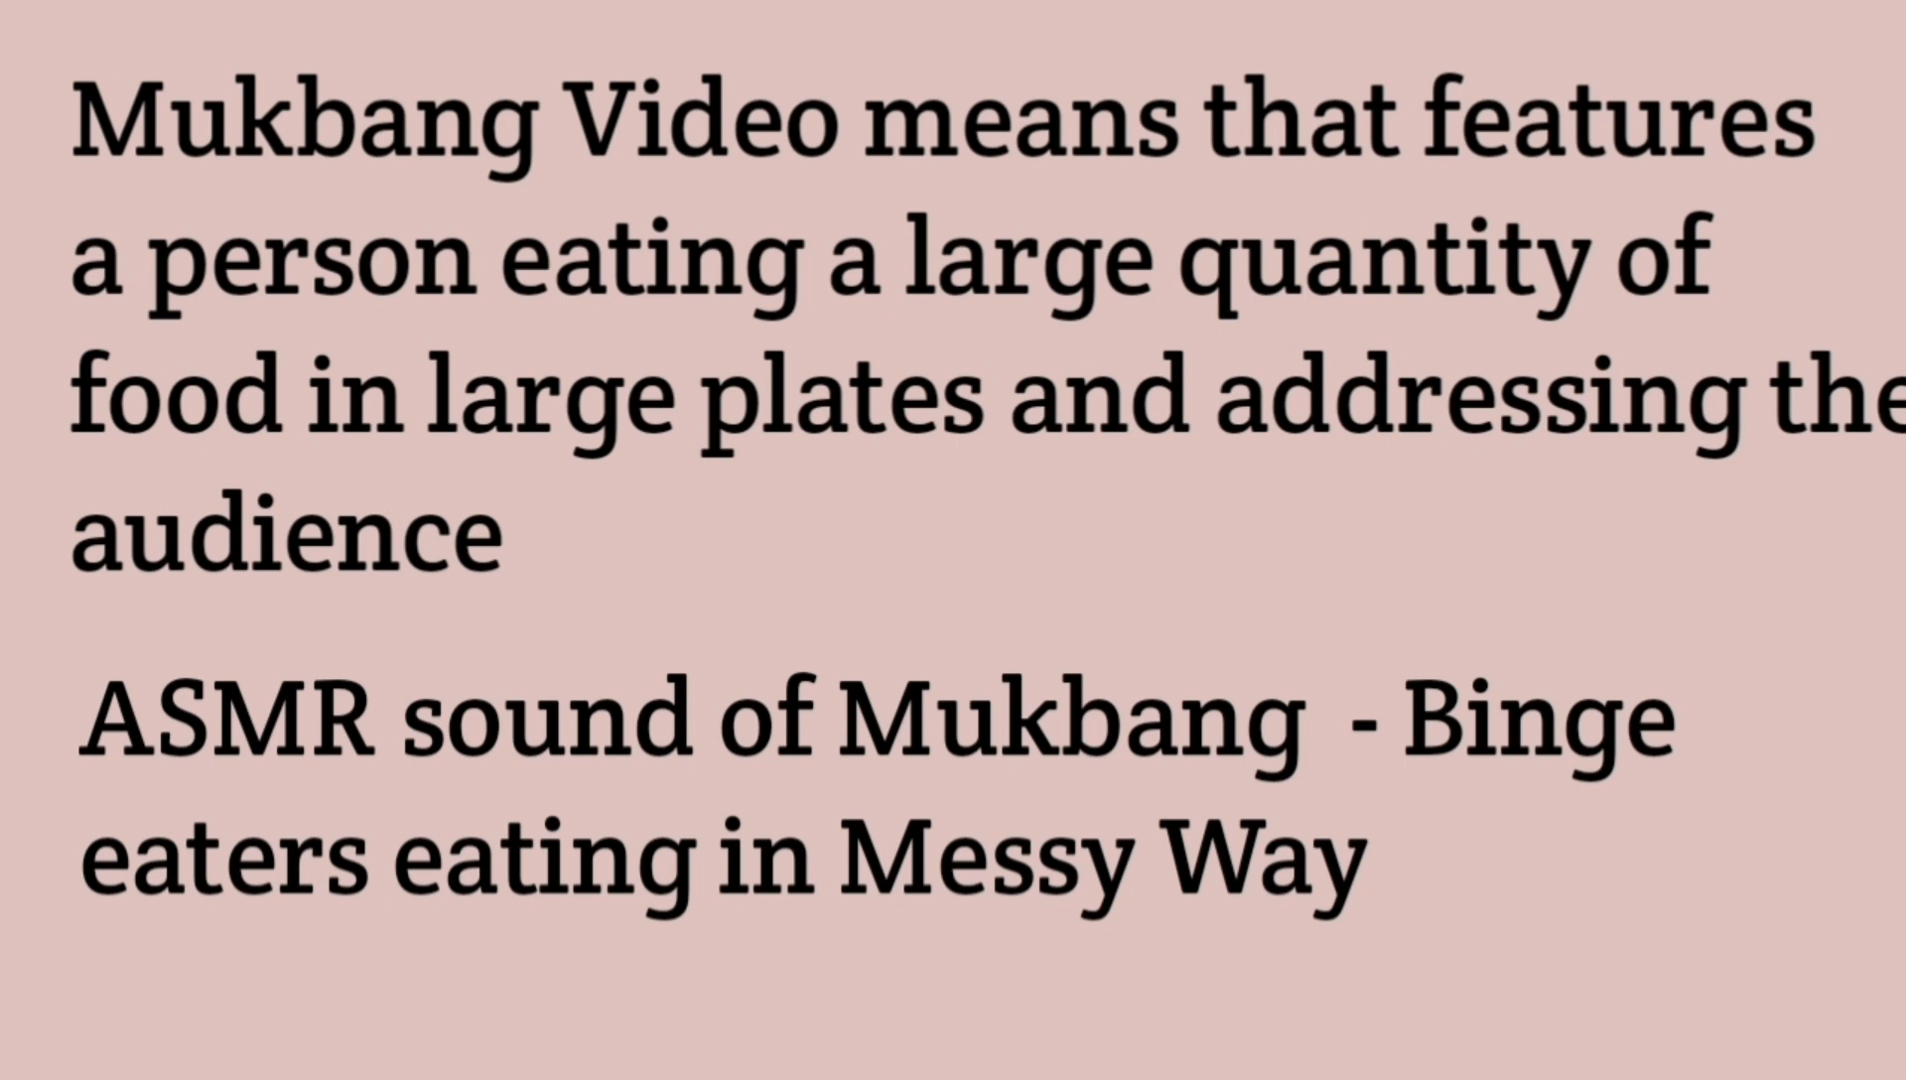 Mukbang Video means that features
a person eating a large quantity of
food in large plates and addressing the
audience
ASMR sound of Mukbang - Binge
eaters eating in Messy Way